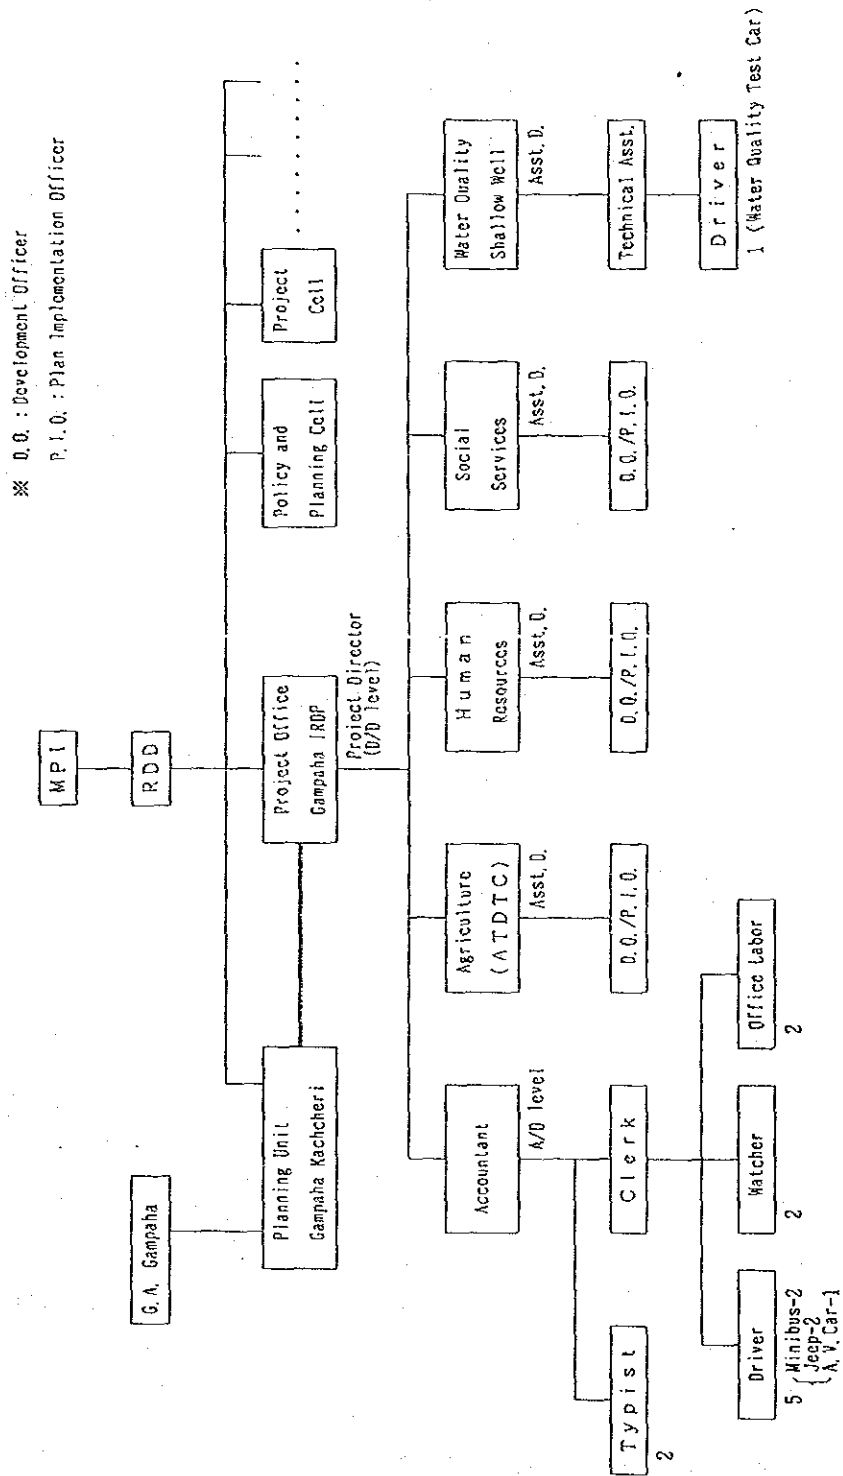 ※ D.O. : Development Officer
P.I.O. : Plan Implementation Officer
MPI
RDD
G.A. Gampaha
Planning Unit
Gampaha Kachcheri
Project Office
Gampaha IRDP
Policy and
Planning Cell
Project
Cell
. . . . . . . . . .
Project Director
(D/D level)
Accountant
A/D level
Agriculture
(ATDTC)
Asst. D.
Human
Resources
Asst. D.
Social
Services
Asst. D.
Water Quality
Shallow Well
Asst. D.
Typist
2
Clerk
D.O./P.I.O.
D.O./P.I.O.
D.O./P.I.O.
Technical Asst.
Driver
5 { Minibus-2
Jeep-2
A.V. Car-1
Watcher
2
Office Labor
2
Driver
1 (Water Quality Test Car)